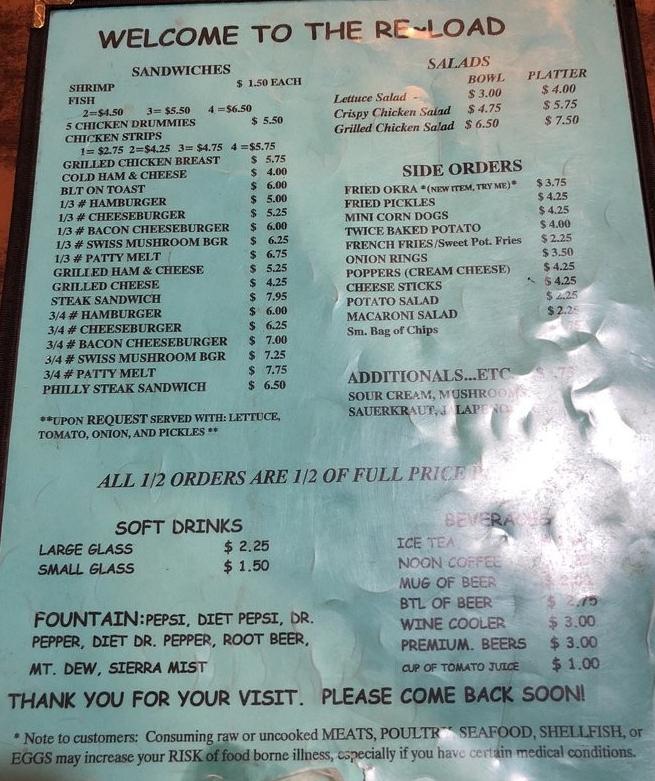 WELCOME TO THE RE~LOAD
SANDWICHES
SHRIMP $ 1.50 EACH
FISH
2=$4.50 3= $5.50 4 =$6.50
5 CHICKEN DRUMMIES $ 5.50
CHICKEN STRIPS
1= $2.75 2=$4.25 3= $4.75 4 =$5.75
GRILLED CHICKEN BREAST $ 5.75
COLD HAM & CHEESE $ 4.00
BLT ON TOAST $ 6.00
1/3 # HAMBURGER $ 5.00
1/3 # CHEESEBURGER $ 5.25
1/3 # BACON CHEESEBURGER $ 6.00
1/3 # SWISS MUSHROOM BGR $ 6.25
1/3 # PATTY MELT $ 6.75
GRILLED HAM & CHEESE $ 5.25
GRILLED CHEESE $ 4.25
STEAK SANDWICH $ 7.95
3/4 # HAMBURGER $ 6.00
3/4 # CHEESEBURGER $ 6.25
3/4 # BACON CHEESEBURGER $ 7.00
3/4 # SWISS MUSHROOM BGR $ 7.25
3/4 # PATTY MELT $ 7.75
PHILLY STEAK SANDWICH $ 6.50
**UPON REQUEST SERVED WITH: LETTUCE,
TOMATO, ONION, AND PICKLES **
SALADS
BOWL PLATTER
Lettuce Salad - $ 3.00 $ 4.00
Crispy Chicken Salad $ 4.75 $ 5.75
Grilled Chicken Salad $ 6.50 $ 7.50
SIDE ORDERS
FRIED OKRA *(NEW ITEM, TRY ME)* $ 3.75
FRIED PICKLES $ 4.25
MINI CORN DOGS $ 4.25
TWICE BAKED POTATO $ 4.00
FRENCH FRIES/Sweet Pot. Fries $ 2.25
ONION RINGS $ 3.50
POPPERS (CREAM CHEESE) $ 4.25
CHEESE STICKS $ 4.25
POTATO SALAD $ 2.25
MACARONI SALAD $ 2.25
Sm. Bag of Chips
ADDITIONALS...ETC $ .75
SOUR CREAM, MUSHROOMS,
SAUERKRAUT, JALAPENOS
ALL 1/2 ORDERS ARE 1/2 OF FULL PRICE
SOFT DRINKS
LARGE GLASS $ 2.25
SMALL GLASS $ 1.50
FOUNTAIN: PEPSI, DIET PEPSI, DR.
PEPPER, DIET DR. PEPPER, ROOT BEER,
MT. DEW, SIERRA MIST
BEVERAGES
ICE TEA
NOON COFFEE
MUG OF BEER
BTL OF BEER $ 2.75
WINE COOLER $ 3.00
PREMIUM. BEERS $ 3.00
CUP OF TOMATO JUICE $ 1.00
THANK YOU FOR YOUR VISIT. PLEASE COME BACK SOON!
* Note to customers: Consuming raw or uncooked MEATS, POULTRY, SEAFOOD, SHELLFISH, or
EGGS may increase your RISK of food borne illness, especially if you have certain medical conditions.